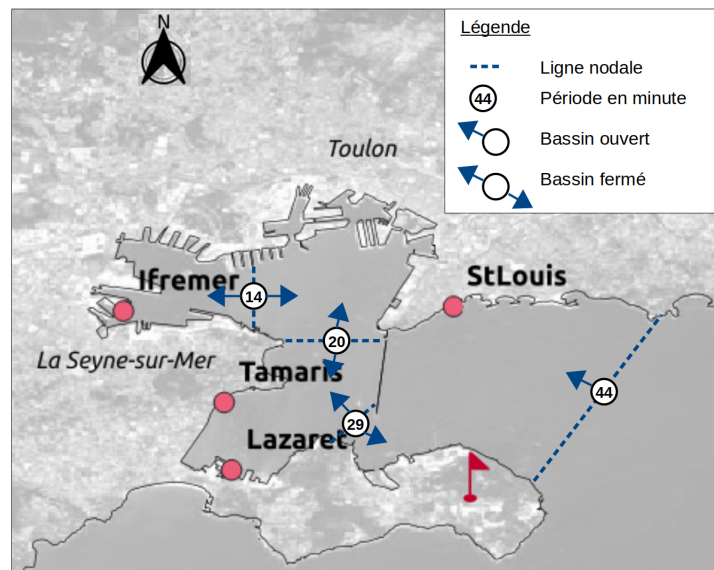 N
Légende
Ligne nodale
44 Période en minute
Bassin ouvert
Bassin fermé
Toulon
Ifremer
StLouis
14
La Seyne-sur-Mer
20
Tamaris
44
29
Lazaret